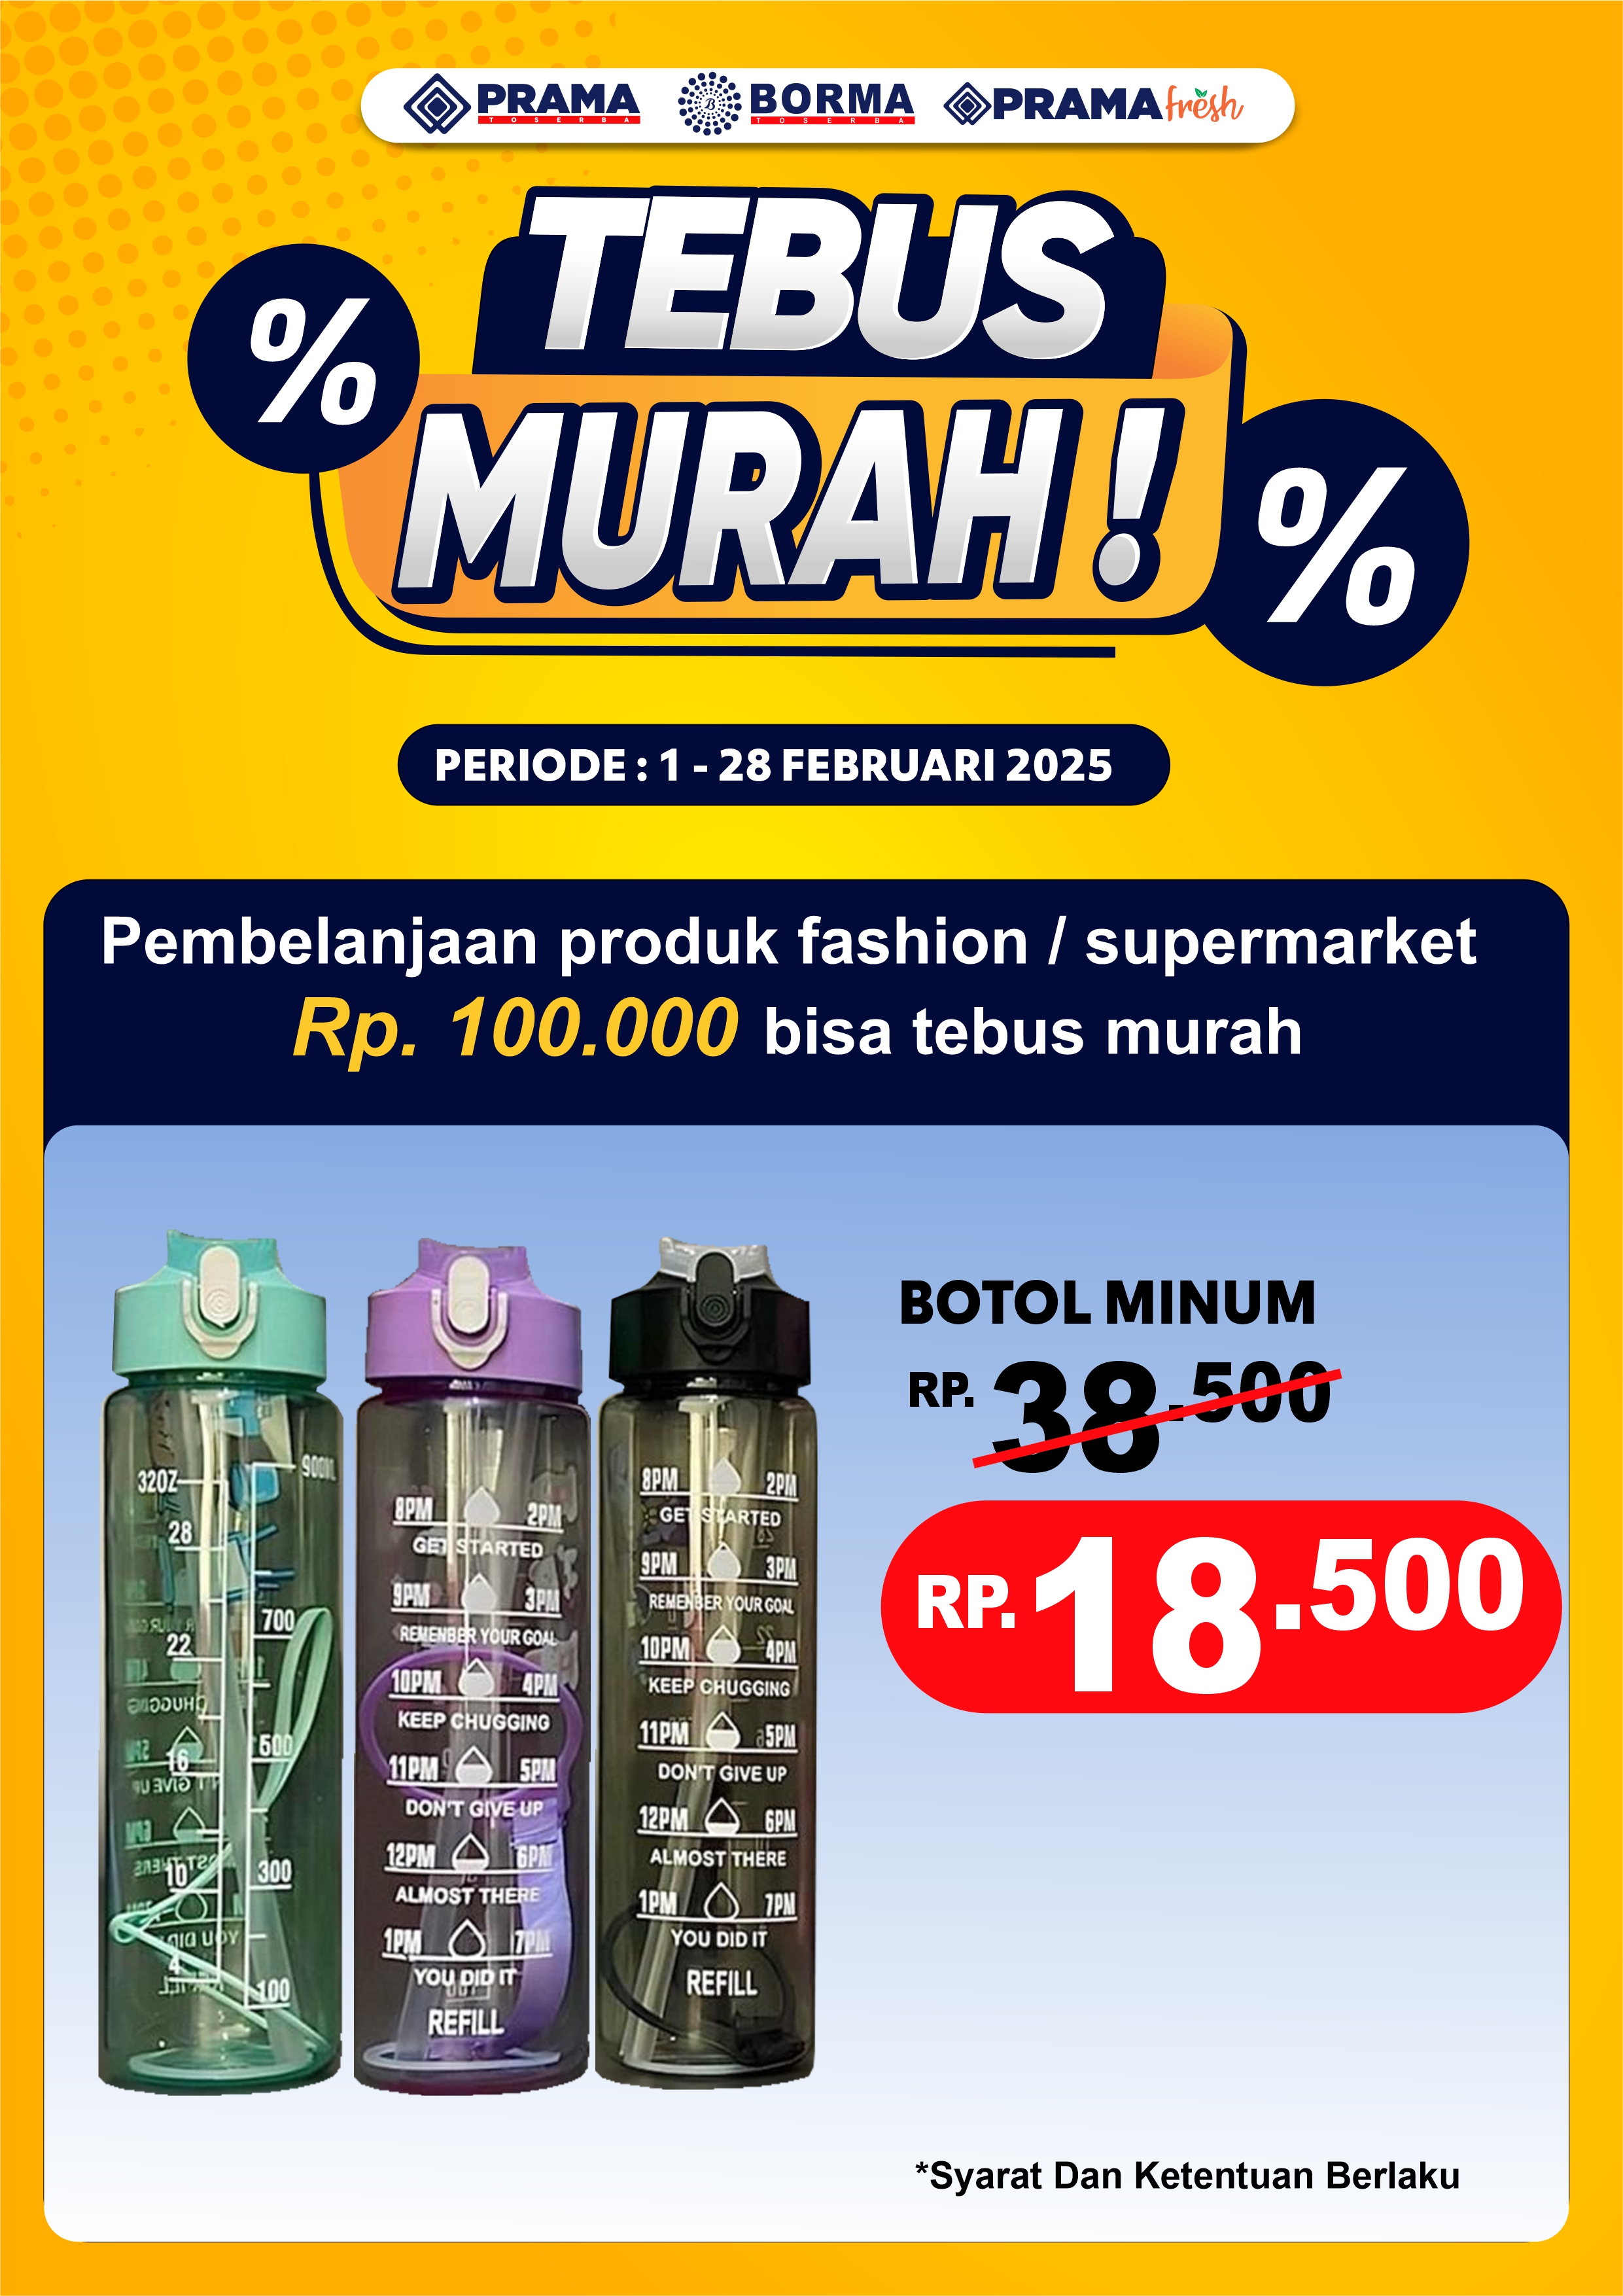 PRAMA
TOSERBA
BORMA
TOSERBA
PRAMA fresh
TEBUS
MURAH !
%
%
PERIODE : 1 - 28 FEBRUARI 2025
Pembelanjaan produk fashion / supermarket
Rp. 100.000 bisa tebus murah
BOTOL MINUM
RP. 38.500
RP. 18.500
32OZ
900ML
28
700
22
500
16
300
10
100
4
8PM 2PM
GET STARTED
9PM 3PM
REMENBER YOUR GOAL
10PM 4PM
KEEP CHUGGING
11PM 5PM
DON'T GIVE UP
12PM 6PM
ALMOST THERE
1PM 7PM
YOU DID IT
REFILL
8PM 2PM
GET STARTED
9PM 3PM
REMENBER YOUR GOAL
10PM 4PM
KEEP CHUGGING
11PM 5PM
DON'T GIVE UP
12PM 6PM
ALMOST THERE
1PM 7PM
YOU DID IT
REFILL
*Syarat Dan Ketentuan Berlaku